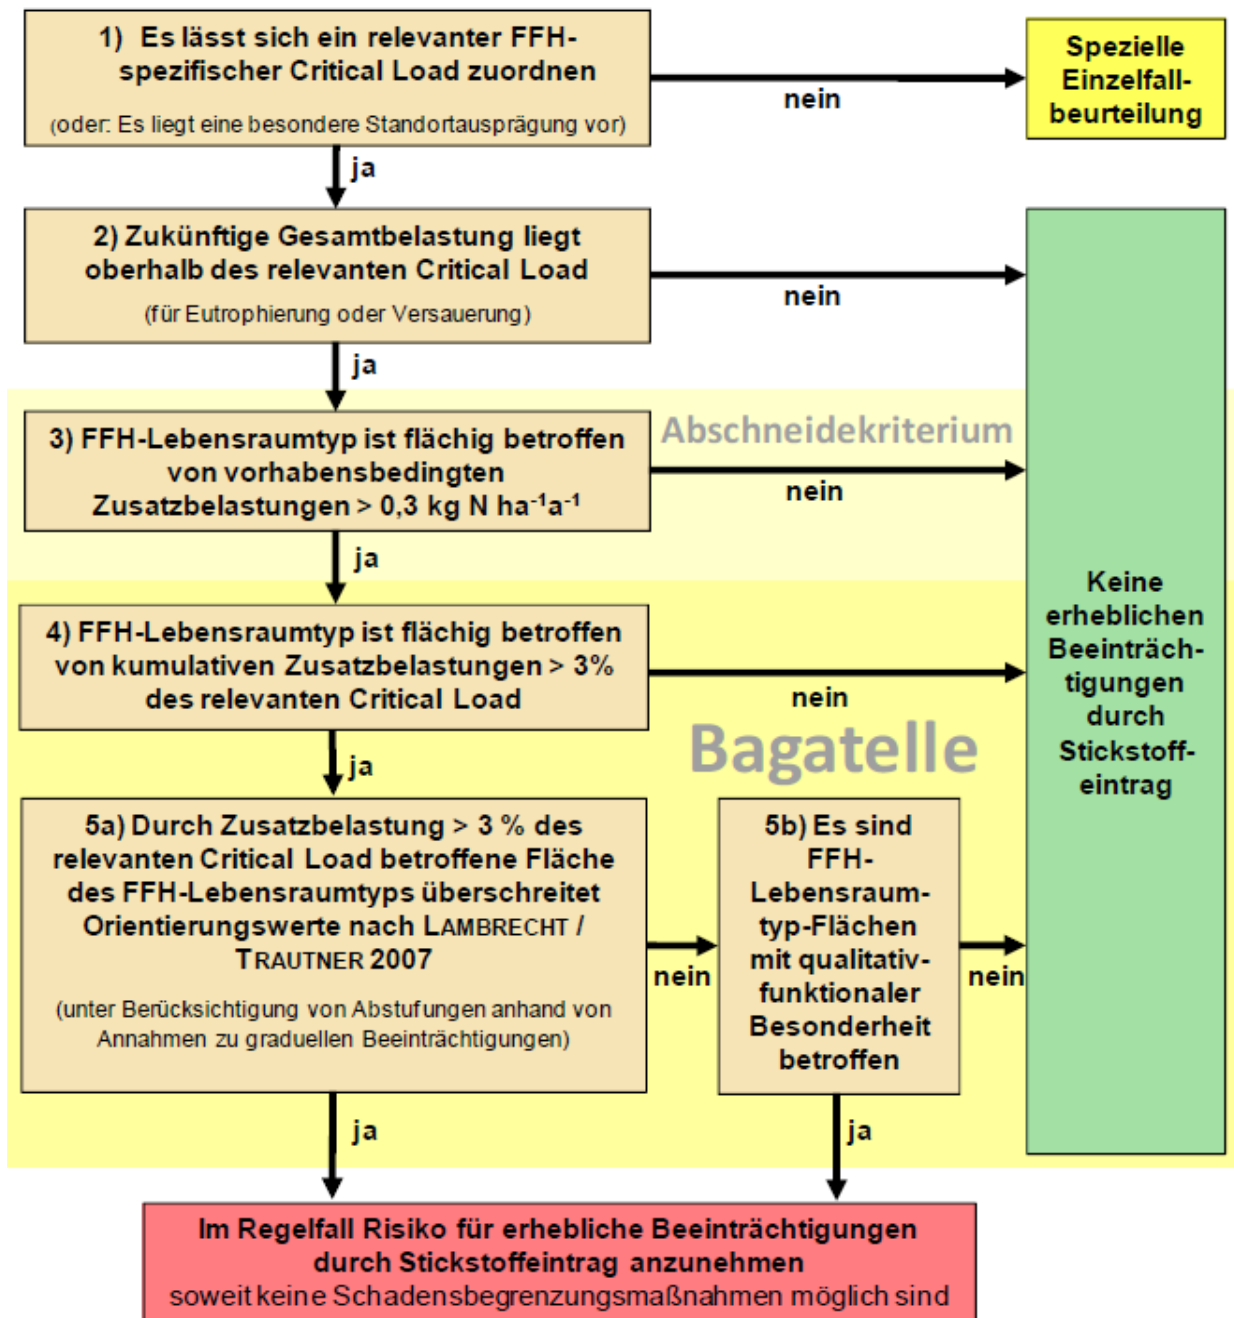 1) Es lässt sich ein relevanter FFH-
spezifischer Critical Load zuordnen
(oder: Es liegt eine besondere Standortausprägung vor)
nein
Spezielle
Einzelfall-
beurteilung
ja
2) Zukünftige Gesamtbelastung liegt
oberhalb des relevanten Critical Load
(für Eutrophierung oder Versauerung)
nein
ja
3) FFH-Lebensraumtyp ist flächig betroffen
von vorhabensbedingten
Zusatzbelastungen > 0,3 kg N ha⁻¹a⁻¹
Abschneidekriterium
nein
ja
4) FFH-Lebensraumtyp ist flächig betroffen
von kumulativen Zusatzbelastungen > 3%
des relevanten Critical Load
nein
Bagatelle
ja
5a) Durch Zusatzbelastung > 3 % des
relevanten Critical Load betroffene Fläche
des FFH-Lebensraumtyps überschreitet
Orientierungswerte nach LAMBRECHT /
TRAUTNER 2007
(unter Berücksichtigung von Abstufungen anhand von
Annahmen zu graduellen Beeinträchtigungen)
nein
5b) Es sind
FFH-
Lebensraum-
typ-Flächen
mit qualitativ-
funktionaler
Besonderheit
betroffen
nein
Keine
erheblichen
Beeinträch-
tigungen
durch
Stickstoff-
eintrag
ja
ja
Im Regelfall Risiko für erhebliche Beeinträchtigungen
durch Stickstoffeintrag anzunehmen
soweit keine Schadensbegrenzungsmaßnahmen möglich sind